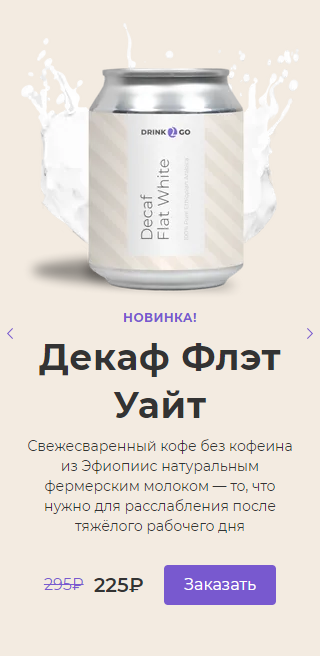 DRINK 2 GO
Decaf
Flat White
НОВИНКА!
Декаф Флэт
Уайт
Свежесваренный кофе без кофеина
из Эфиопиис натуральным
фермерским молоком — то, что
нужно для расслабления после
тяжёлого рабочего дня
295₽ 225₽ Заказать